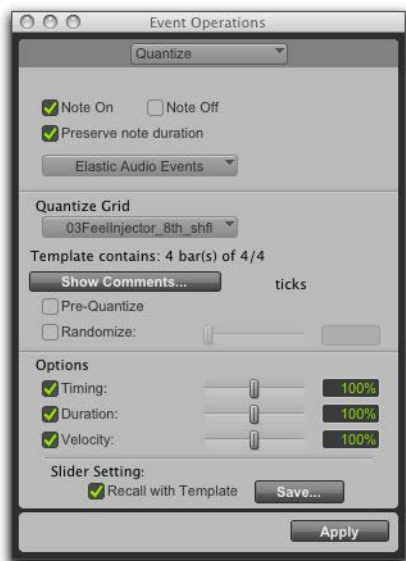 Event Operations
Quantize
Note On Note Off
Preserve note duration
Elastic Audio Events
Quantize Grid
03FeelInjector_8th_shfl
Template contains: 4 bar(s) of 4/4
Show Comments... ticks
Pre-Quantize
Randomize:
Options
Timing: 100%
Duration: 100%
Velocity: 100%
Slider Setting:
Recall with Template Save...
Apply